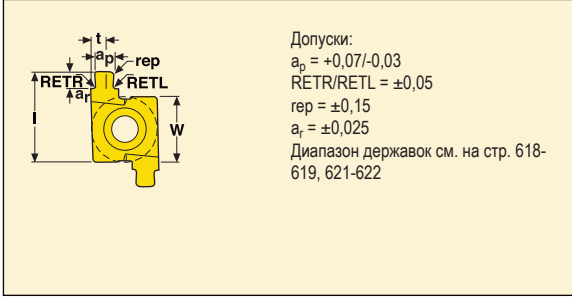 t
ap
rep
RETR
RETL
ar
I
W
Допуски:
ap = +0,07/-0,03
RETR/RETL = ±0,05
rep = ±0,15
ar = ±0,025
Диапазон державок см. на стр. 618-
619, 621-622